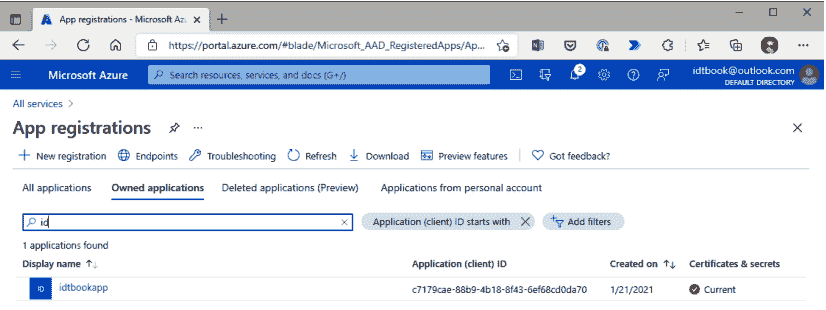 App registrations - Microsoft Az
https://portal.azure.com/#blade/Microsoft_AAD_RegisteredApps/Ap...
Microsoft Azure
Search resources, services, and docs (G+/)
2
idtbook@outlook.com
DEFAULT DIRECTORY
All services
App registrations
New registration Endpoints Troubleshooting Refresh Download Preview features Got feedback?
All applications Owned applications Deleted applications (Preview) Applications from personal account
id
Application (client) ID starts with
Add filters
1 applications found
Display name Application (client) ID Created on Certificates & secrets
ID idtbookapp c7179cae-88b9-4b18-8f43-6ef68cd0da70 1/21/2021 Current